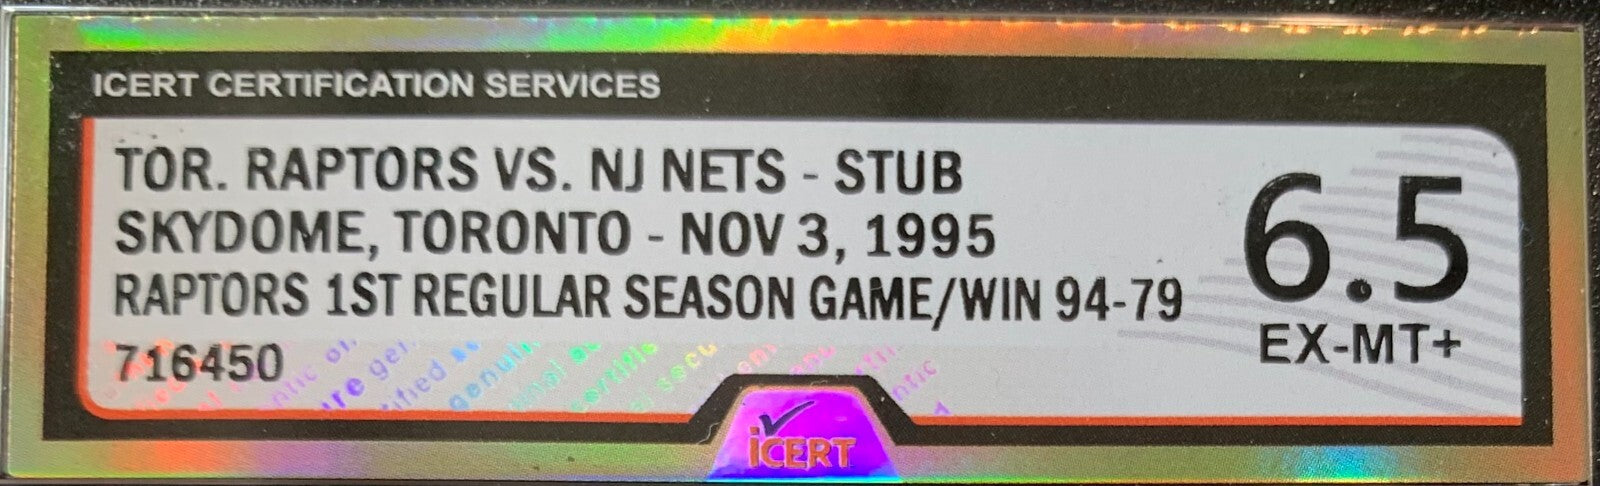 ICERT CERTIFICATION SERVICES
TOR. RAPTORS VS. NJ NETS - STUB
SKYDOME, TORONTO - NOV 3, 1995
RAPTORS 1ST REGULAR SEASON GAME/WIN 94-79
716450
6.5
EX-MT+
iCERT